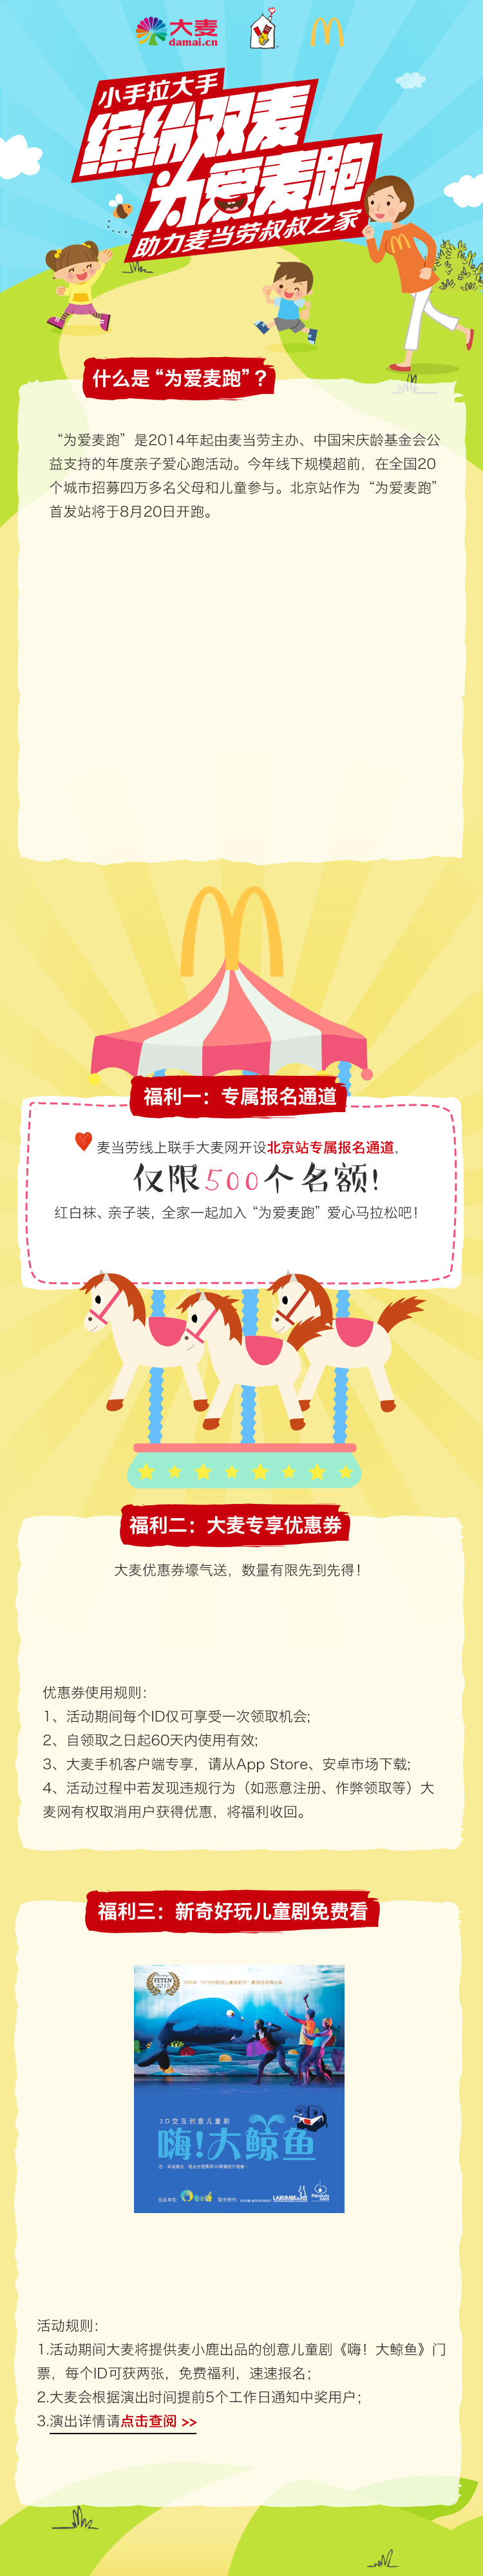 大麦
damai.cn
小手拉大手
缤纷双麦
为爱麦跑
助力麦当劳叔叔之家
什么是“为爱麦跑”?
“为爱麦跑”是2014年起由麦当劳主办、中国宋庆龄基金会公
益支持的年度亲子爱心跑活动。今年线下规模超前，在全国20
个城市招募四万多名父母和儿童参与。北京站作为“为爱麦跑”
首发站将于8月20日开跑。
福利一：专属报名通道
麦当劳线上联手大麦网开设北京站专属报名通道，
仅限500个名额！
红白袜、亲子装，全家一起加入“为爱麦跑”爱心马拉松吧！
福利二：大麦专享优惠券
大麦优惠券壕气送，数量有限先到先得！
优惠券使用规则：
1、活动期间每个ID仅可享受一次领取机会;
2、自领取之日起60天内使用有效;
3、大麦手机客户端专享，请从App Store、安卓市场下载;
4、活动过程中若发现违规行为（如恶意注册、作弊领取等）大
麦网有权取消用户获得优惠，将福利收回。
福利三：新奇好玩儿童剧免费看
FETEN
2015
3D交互创意儿童剧
嗨！大鲸鱼
出品单位:
麦小鹿
联合制作:
活动规则：
1.活动期间大麦将提供麦小鹿出品的创意儿童剧《嗨！大鲸鱼》门
票，每个ID可获两张，免费福利，速速报名；
2.大麦会根据演出时间提前5个工作日通知中奖用户；
3.演出详情请点击查阅 >>